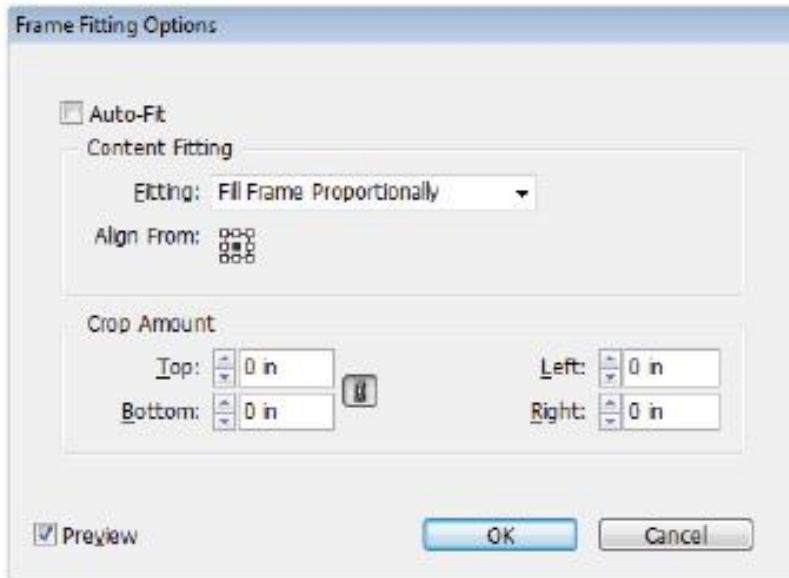 Frame Fitting Options
Auto-Fit
Content Fitting
Fitting: Fill Frame Proportionally
Align From:
Crop Amount
Top: 0 in Left: 0 in
Bottom: 0 in Right: 0 in
Preview OK Cancel